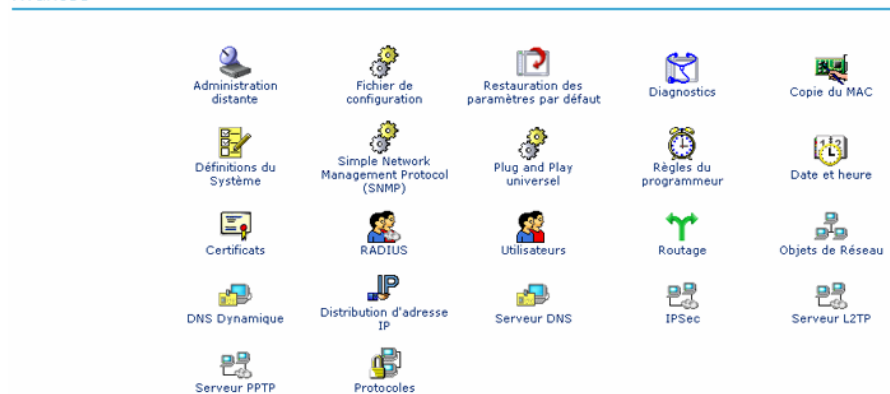 Administration
distante
Fichier de
configuration
Restauration des
paramètres par défaut
Diagnostics
Copie du MAC
Définitions du
Système
Simple Network
Management Protocol
(SNMP)
Plug and Play
universel
Règles du
programmeur
Date et heure
Certificats
RADIUS
Utilisateurs
Routage
Objets de Réseau
DNS Dynamique
Distribution d'adresse
IP
Serveur DNS
IPSec
Serveur L2TP
Serveur PPTP
Protocoles